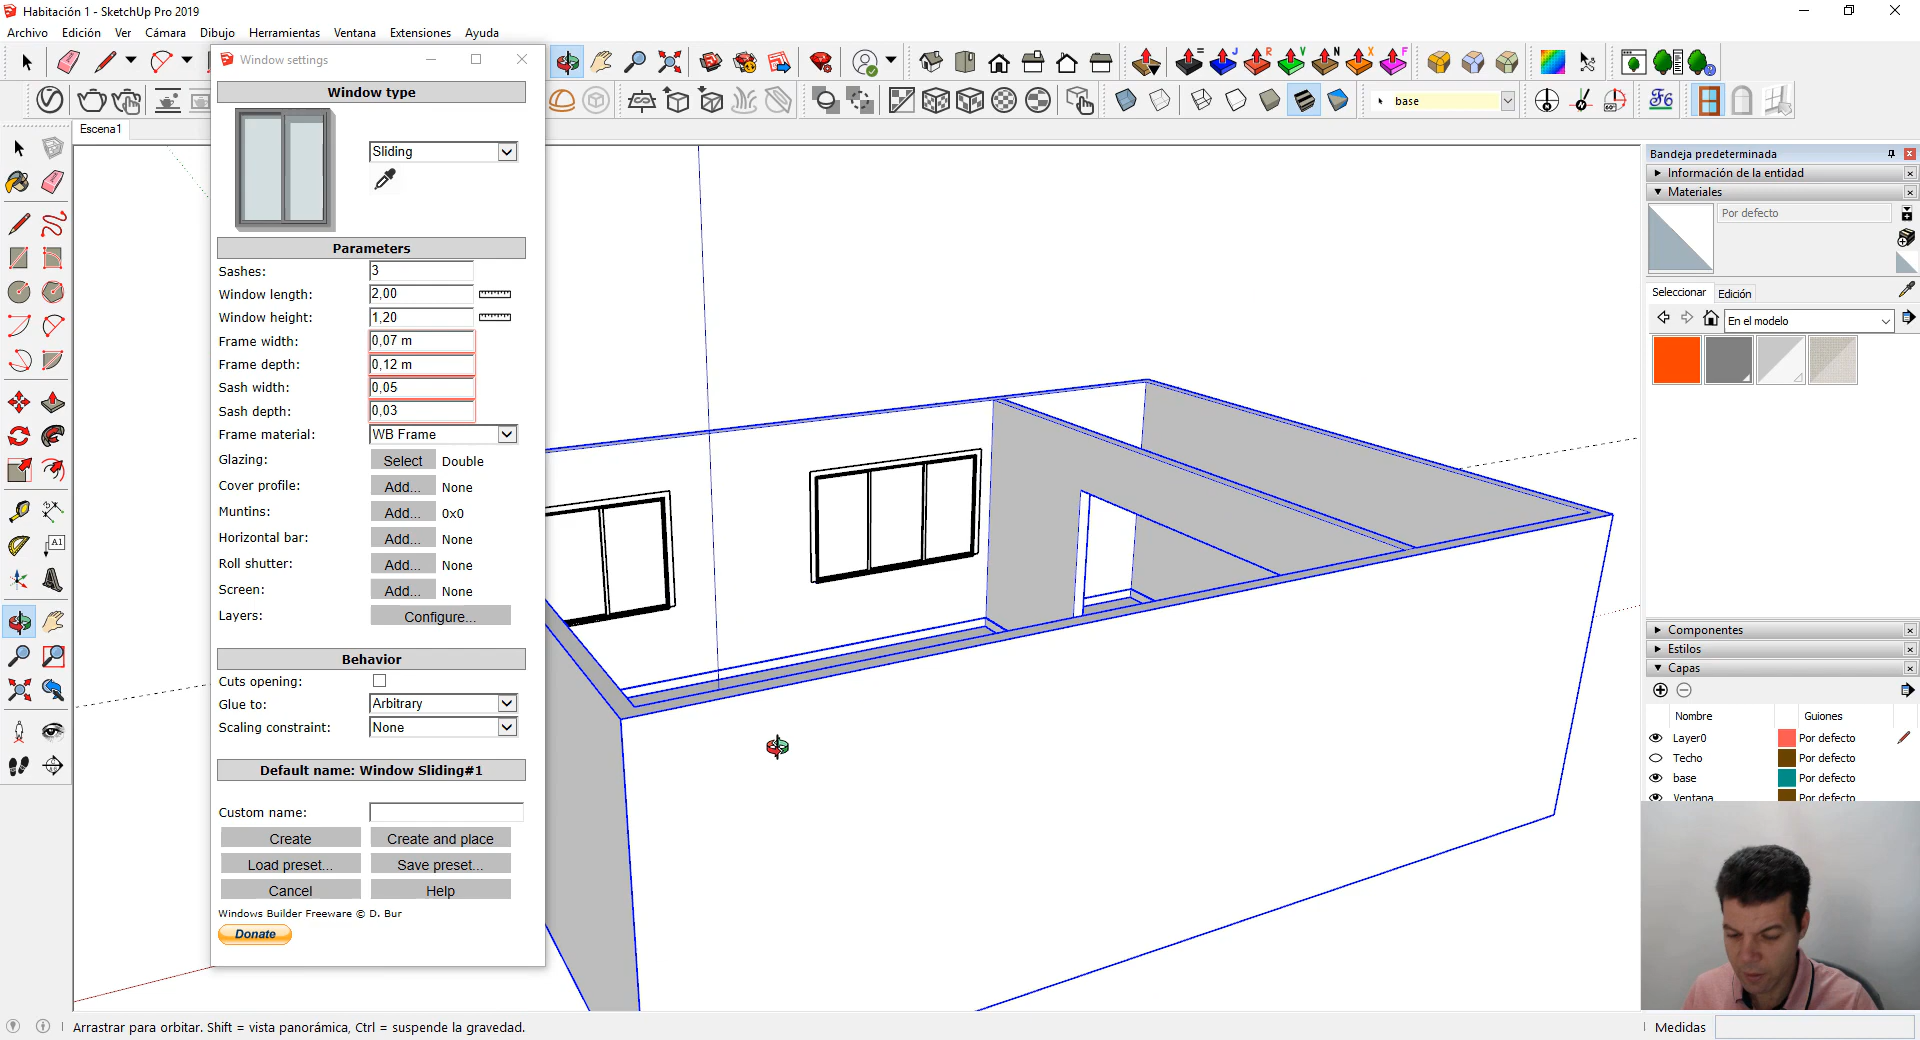 Habitación 1 - SketchUp Pro 2019
Archivo Edición Ver Cámara Dibujo Herramientas Ventana Extensiones Ayuda
Window settings
= J R V N X F
base
F6
Escena1
Window type
Sliding
Parameters
Sashes: 3
Window length: 2,00
Window height: 1,20
Frame width: 0,07 m
Frame depth: 0,12 m
Sash width: 0,05
Sash depth: 0,03
Frame material: WB Frame
Glazing: Select Double
Cover profile: Add... None
Muntins: Add... 0x0
Horizontal bar: Add... None
Roll shutter: Add... None
Screen: Add... None
Layers: Configure...
Behavior
Cuts opening:
Glue to: Arbitrary
Scaling constraint: None
Default name: Window Sliding#1
Custom name:
Create Create and place
Load preset... Save preset...
Cancel Help
Windows Builder Freeware © D. Bur
Donate
A1
Bandeja predeterminada
Información de la entidad
Materiales
Por defecto
Seleccionar Edición
En el modelo
Componentes
Estilos
Capas
Nombre Guiones
Layer0 Por defecto
Techo Por defecto
base Por defecto
Ventana Por defecto
Arrastrar para orbitar. Shift = vista panorámica, Ctrl = suspende la gravedad.
Medidas